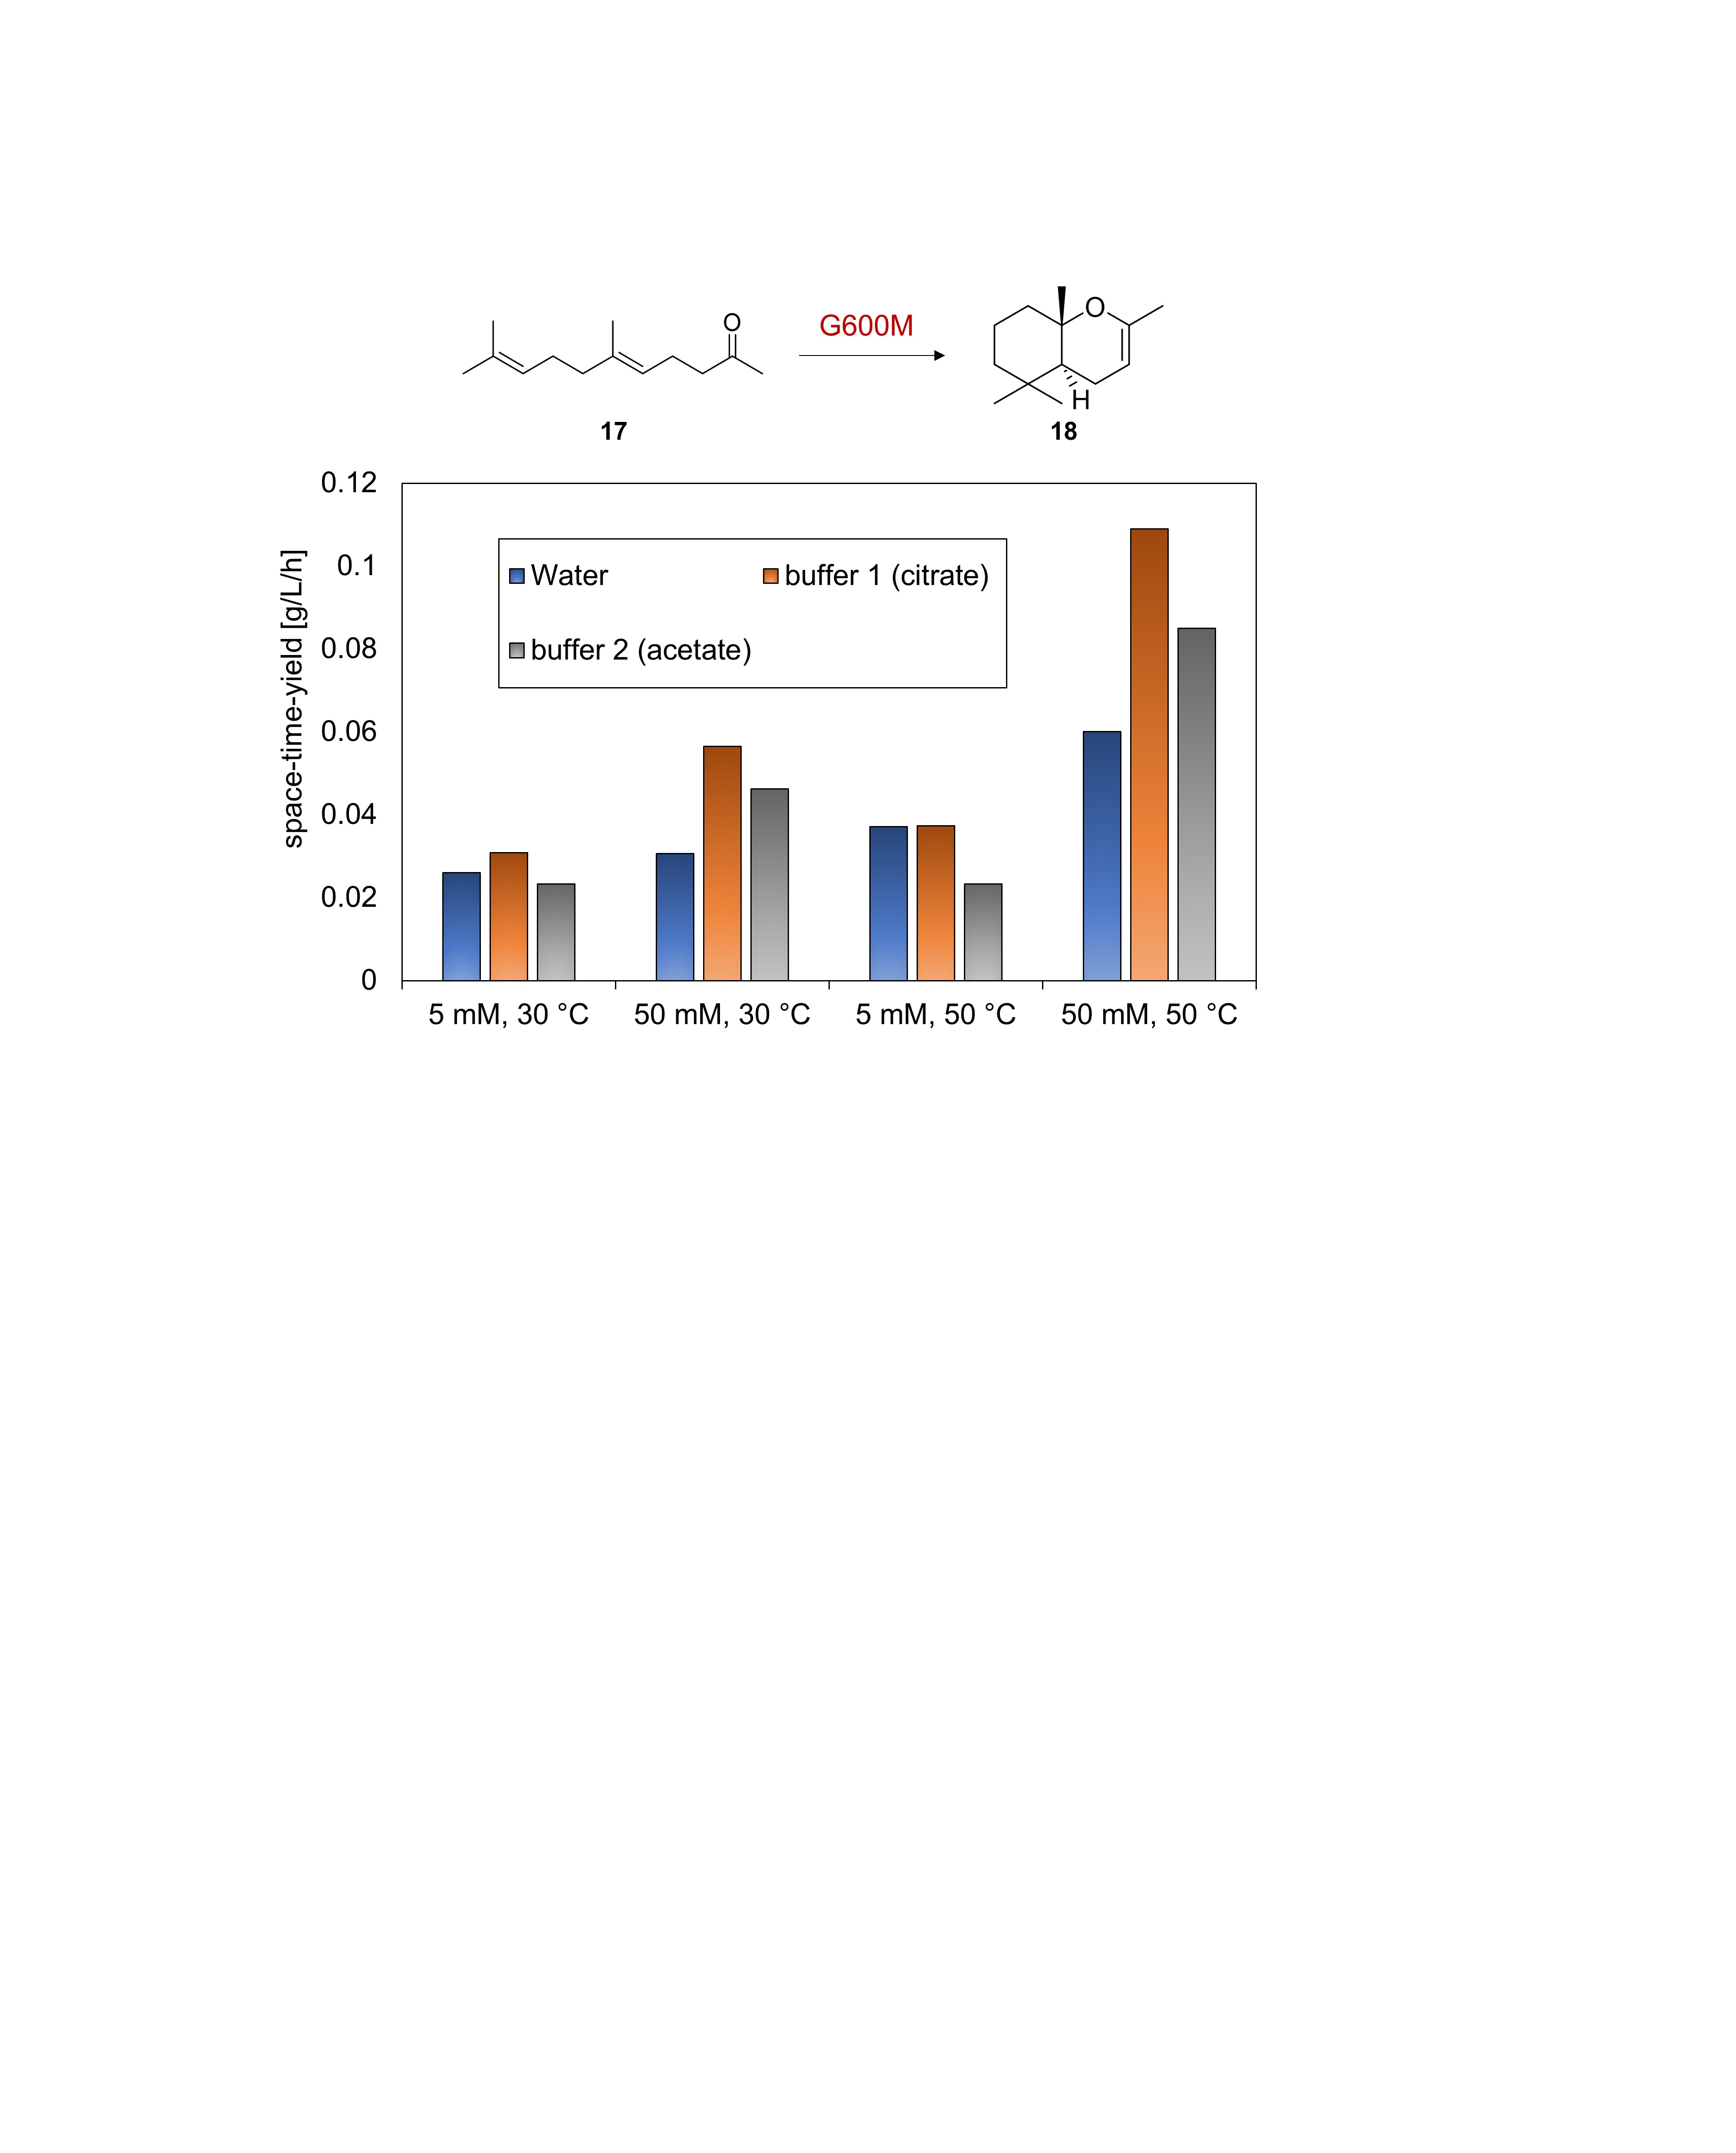 O
G600M
O
H
17
18
0.12
0.1
0.08
0.06
0.04
0.02
0
space-time-yield [g/L/h]
Water
buffer 1 (citrate)
buffer 2 (acetate)
5 mM, 30 °C
50 mM, 30 °C
5 mM, 50 °C
50 mM, 50 °C